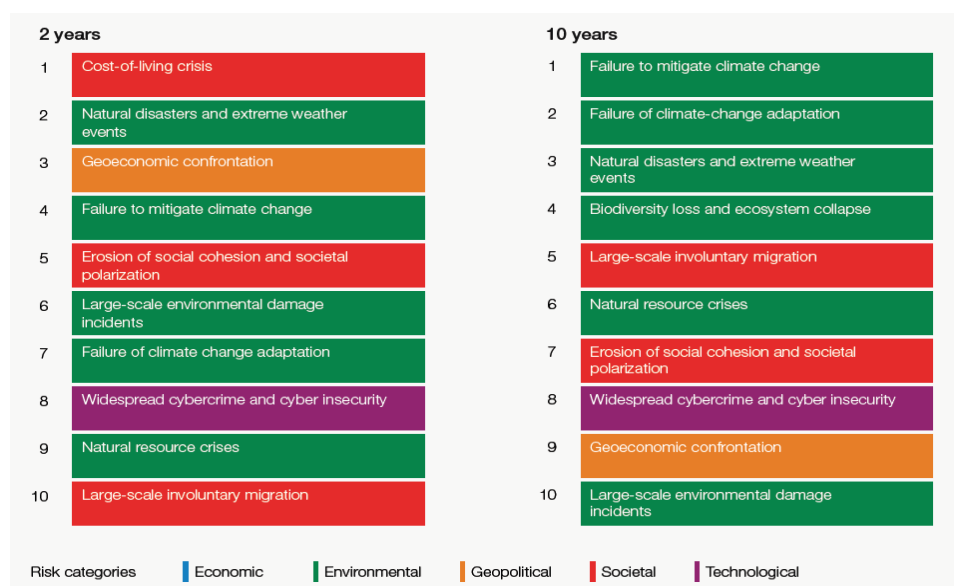 2 years
1 Cost-of-living crisis
2 Natural disasters and extreme weather
events
3 Geoeconomic confrontation
4 Failure to mitigate climate change
5 Erosion of social cohesion and societal
polarization
6 Large-scale environmental damage
incidents
7 Failure of climate change adaptation
8 Widespread cybercrime and cyber insecurity
9 Natural resource crises
10 Large-scale involuntary migration
10 years
1 Failure to mitigate climate change
2 Failure of climate-change adaptation
3 Natural disasters and extreme weather
events
4 Biodiversity loss and ecosystem collapse
5 Large-scale involuntary migration
6 Natural resource crises
7 Erosion of social cohesion and societal
polarization
8 Widespread cybercrime and cyber insecurity
9 Geoeconomic confrontation
10 Large-scale environmental damage
incidents
Risk categories Economic Environmental Geopolitical Societal Technological